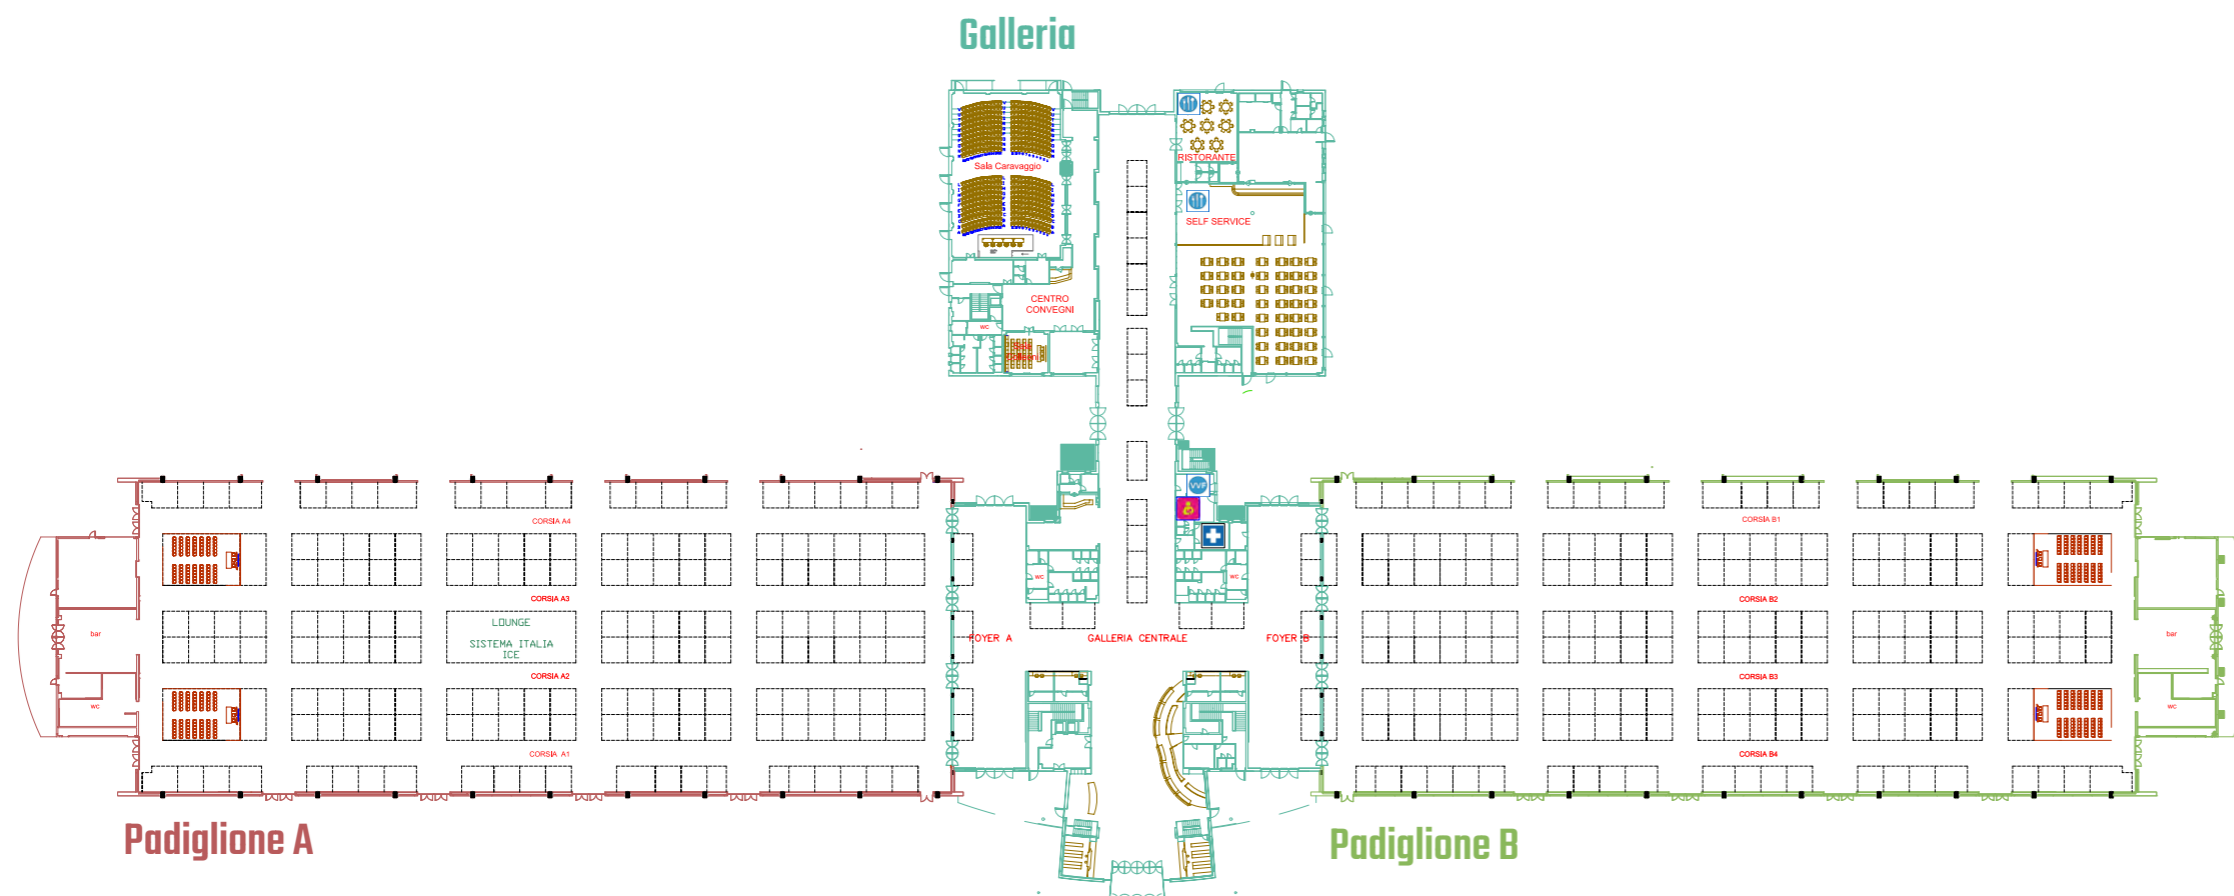 Galleria
Sala Caravaggio
RISTORANTE
SELF SERVICE
CENTRO
CONVEGNI
WC
VVF
CORSIA A4
CORSIA B1
WC
WC
CORSIA A3
CORSIA B2
bar
LOUNGE
SISTEMA ITALIA
ICE
FOYER A
GALLERIA CENTRALE
FOYER B
bar
CORSIA A2
CORSIA B3
WC
WC
CORSIA A1
CORSIA B4
Padiglione A
Padiglione B